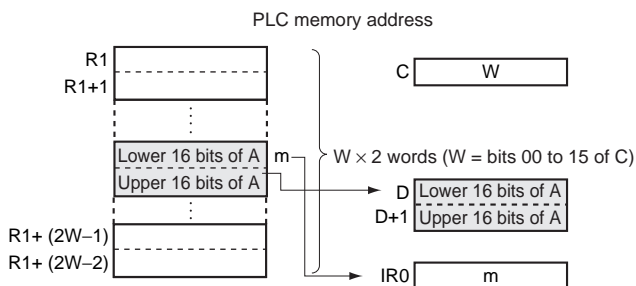 PLC memory address
R1
R1+1
C
W
Lower 16 bits of A
m
Upper 16 bits of A
W × 2 words (W = bits 00 to 15 of C)
D
Lower 16 bits of A
D+1
Upper 16 bits of A
R1+ (2W–1)
R1+ (2W–2)
IR0
m